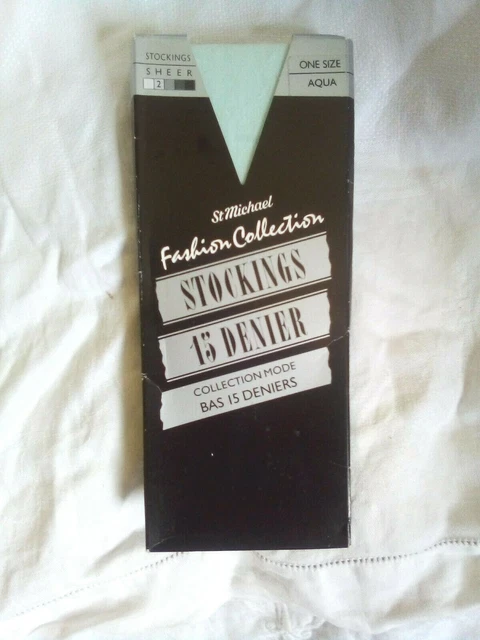 STOCKINGS
SHEER
2
ONE SIZE
AQUA
St Michael
Fashion Collection
STOCKINGS
15 DENIER
COLLECTION MODE
BAS 15 DENIERS